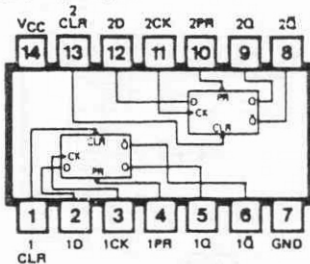 2
VCC CLR 2D 2CK 2PR 2Q 2Q̅
14 13 12 11 10 9 8
PR
D Q
CK
CLR Q̅
CLR Q̅
CK
D PR Q
1 2 3 4 5 6 7
1 1D 1CK 1PR 1Q 1Q̅ GND
CLR